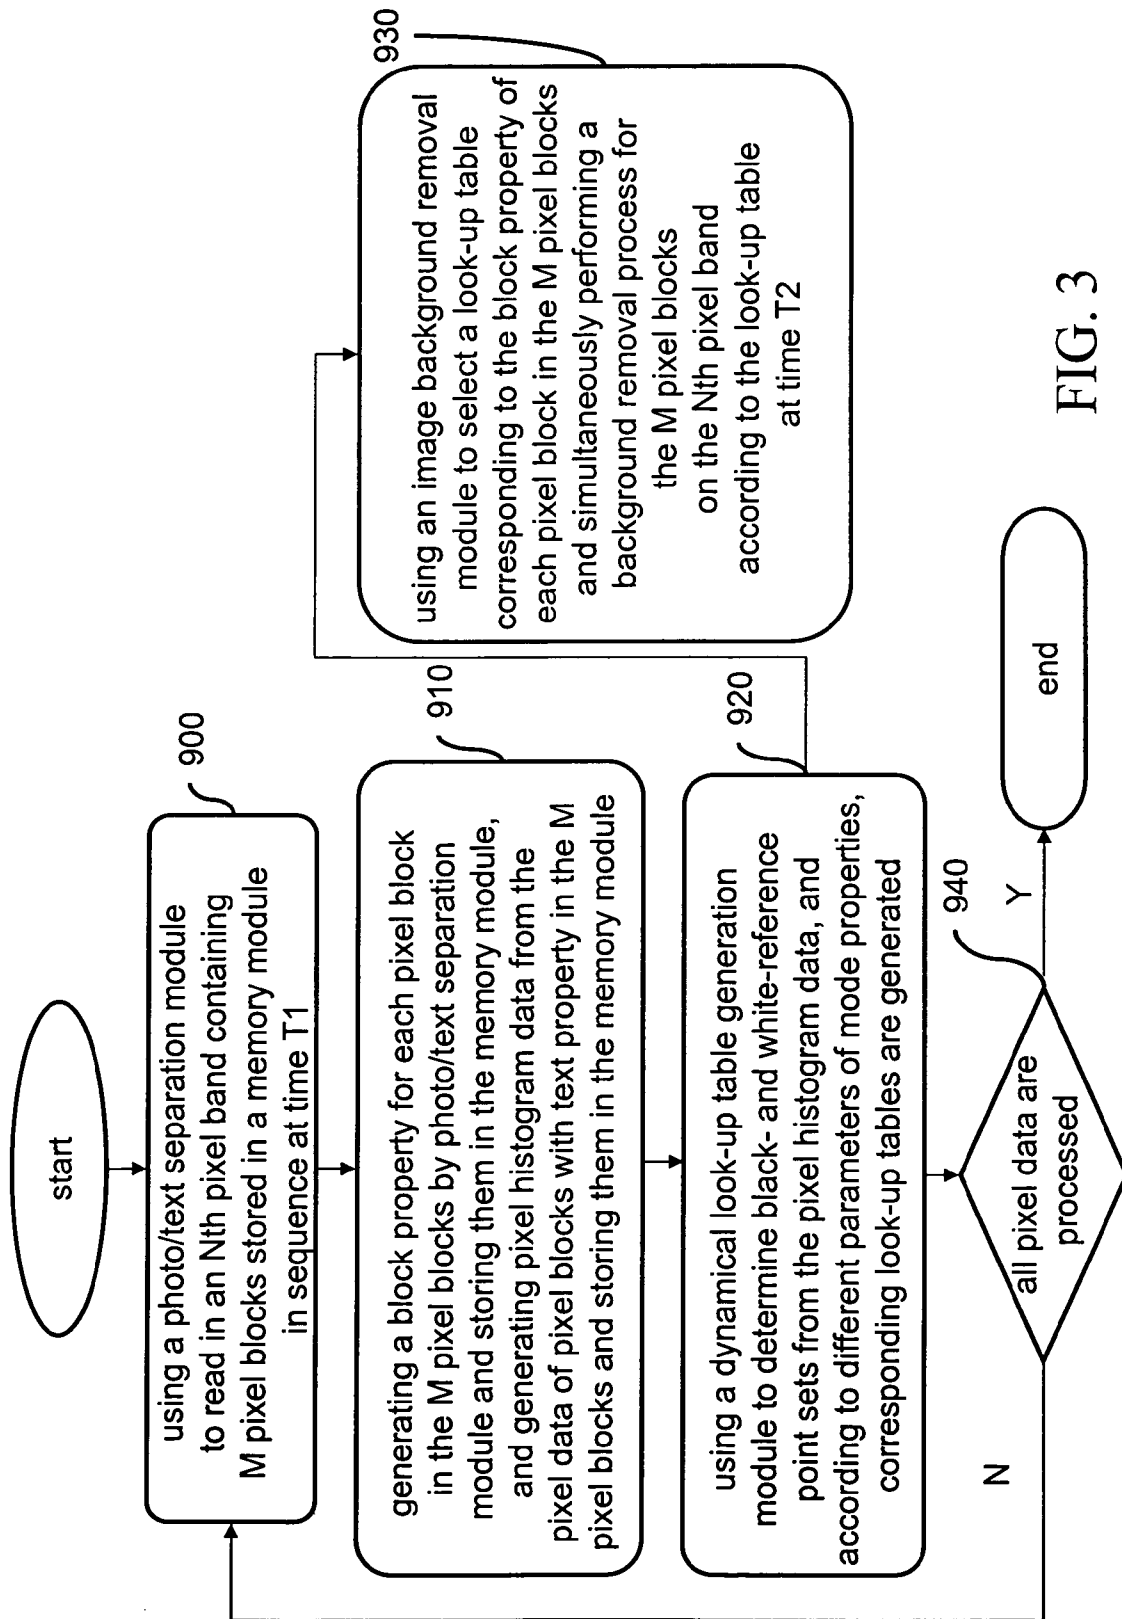 start
900
using a photo/text separation module
to read in an Nth pixel band containing
M pixel blocks stored in a memory module
in sequence at time T1
910
generating a block property for each pixel block
in the M pixel blocks by photo/text separation
module and storing them in the memory module,
and generating pixel histogram data from the
pixel data of pixel blocks with text property in the M
pixel blocks and storing them in the memory module
920
using a dynamical look-up table generation
module to determine black- and white-reference
point sets from the pixel histogram data, and
according to different parameters of mode properties,
corresponding look-up tables are generated
930
using an image background removal
module to select a look-up table
corresponding to the block property of
each pixel block in the M pixel blocks
and simultaneously performing a
background removal process for
the M pixel blocks
on the Nth pixel band
according to the look-up table
at time T2
940
all pixel data are
processed
N
Y
end
FIG. 3